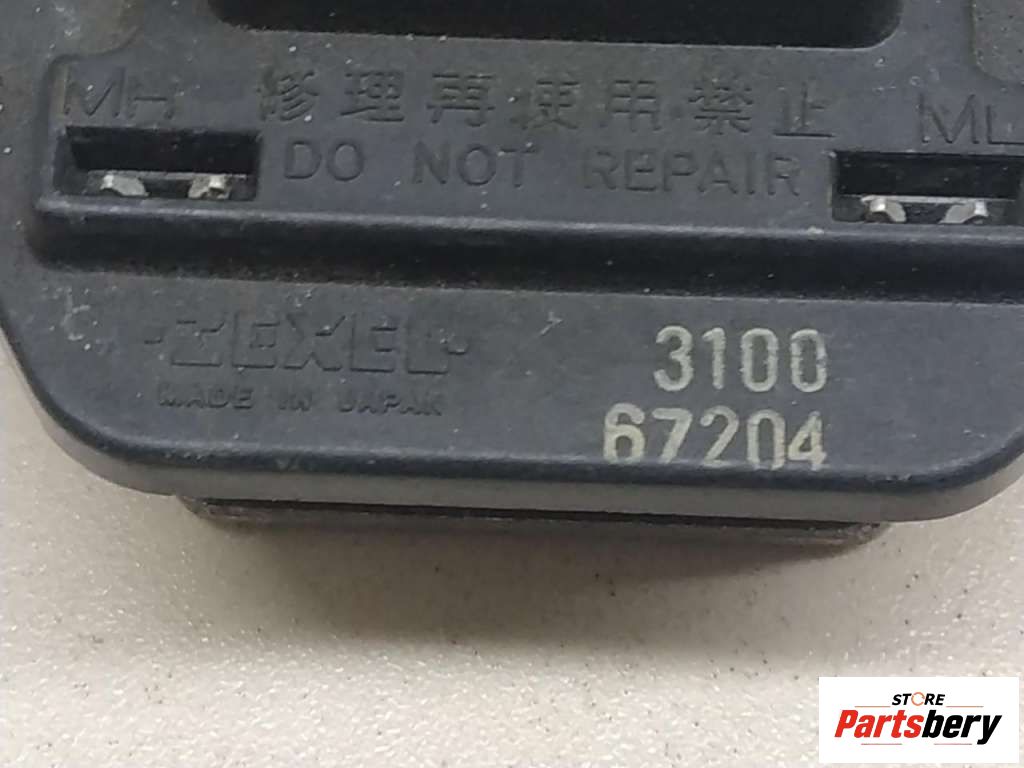 MH 修理再使用禁止 ML
DO NOT REPAIR
·ZEXEL·
MADE IN JAPAN
3100
67204
STORE
Partsbery